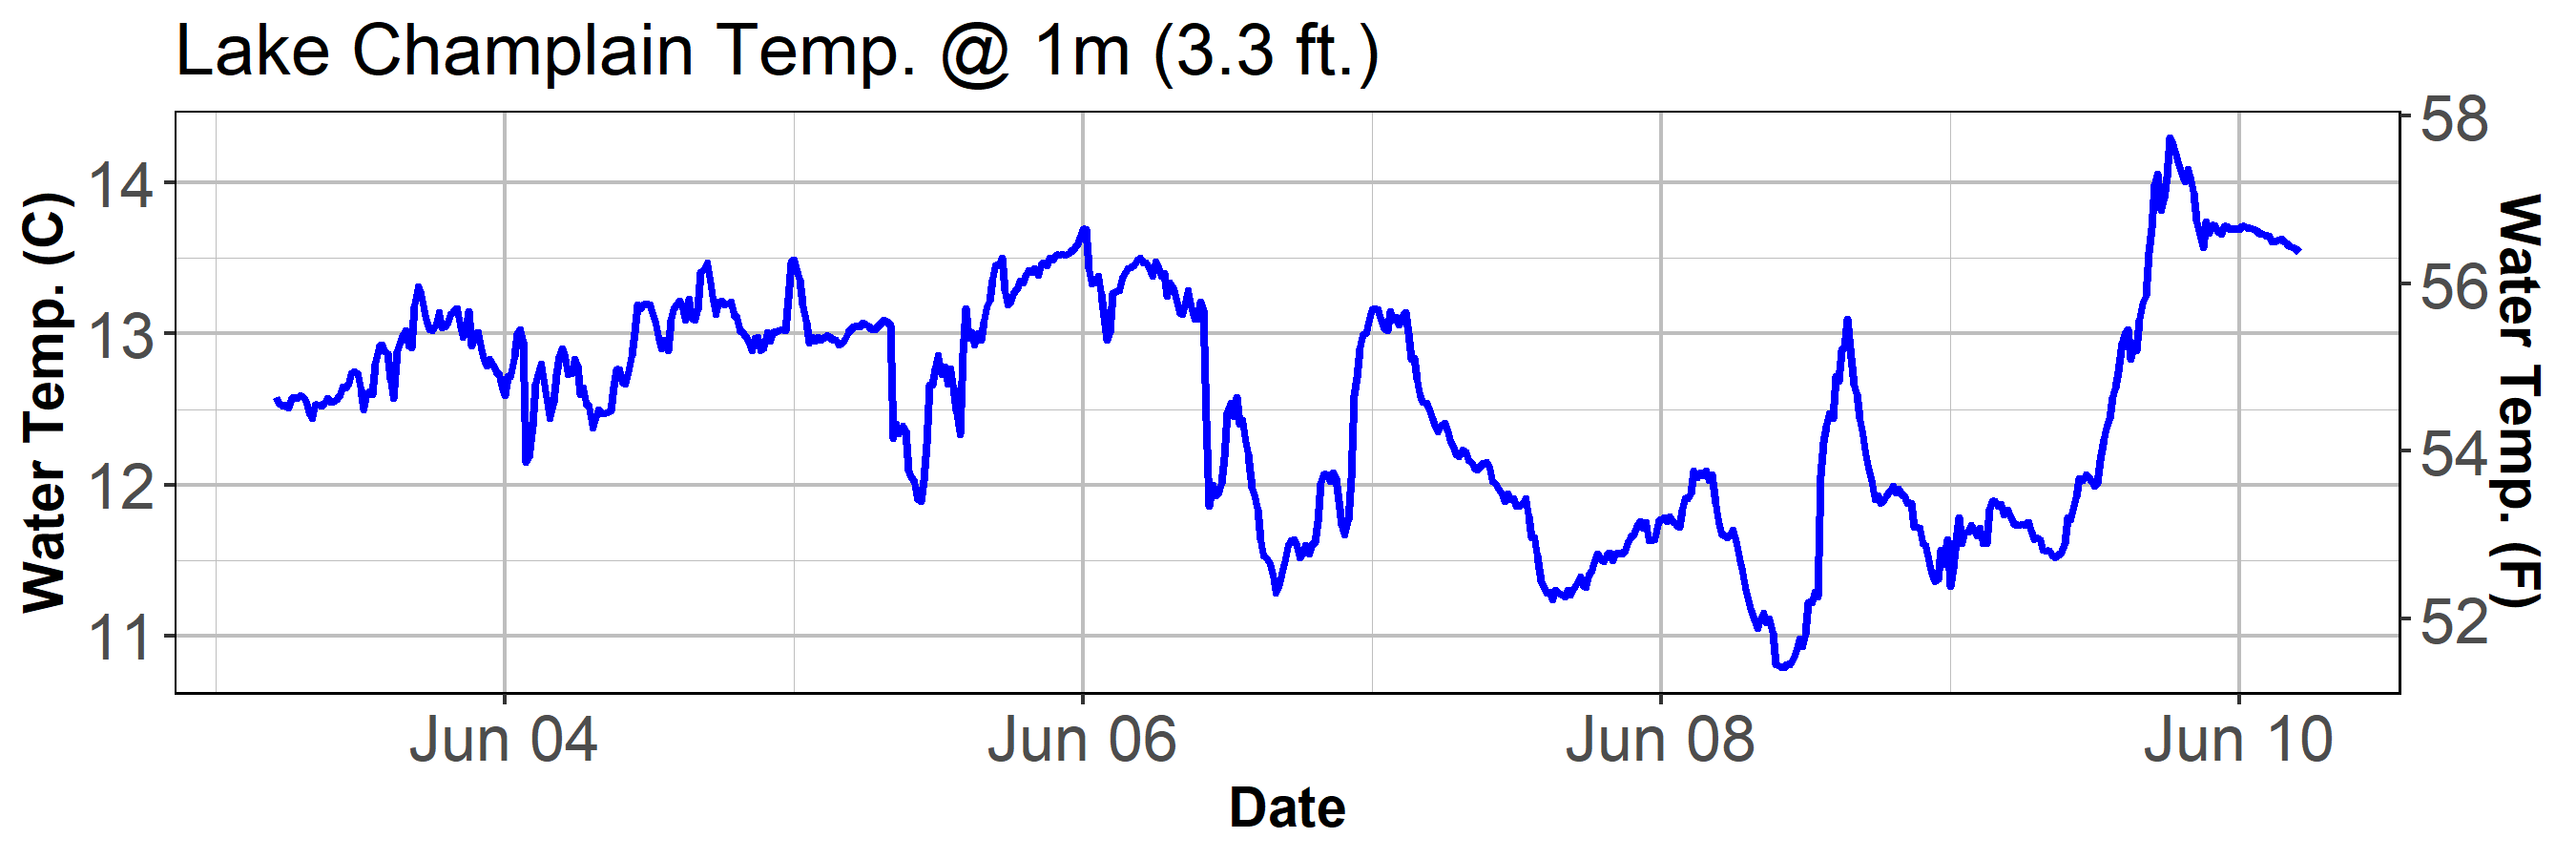 Lake Champlain Temp. @ 1m (3.3 ft.)
Water Temp. (C)
14
13
12
11
58
56
54
52
Water Temp. (F)
Jun 04 Jun 06 Jun 08 Jun 10
Date